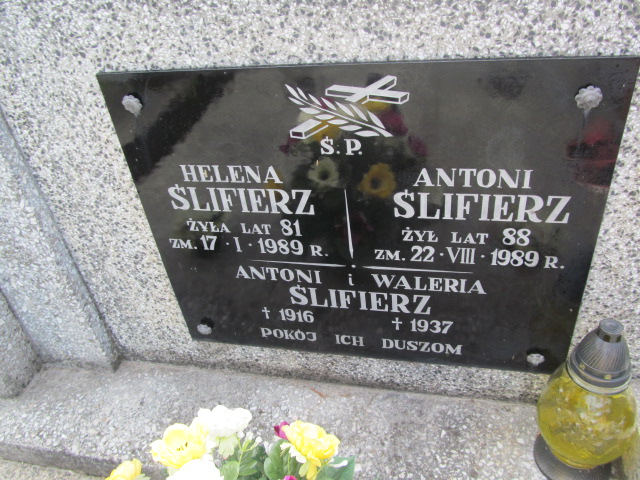 Ś.P.
HELENA
ŚLIFIERZ
ŻYŁA LAT 81
ZM. 17·I·1989 R.
ANTONI
ŚLIFIERZ
ŻYŁ LAT 88
ZM. 22·VIII·1989 R.
ANTONI i WALERIA
ŚLIFIERZ
† 1916 † 1937
POKÓJ ICH DUSZOM